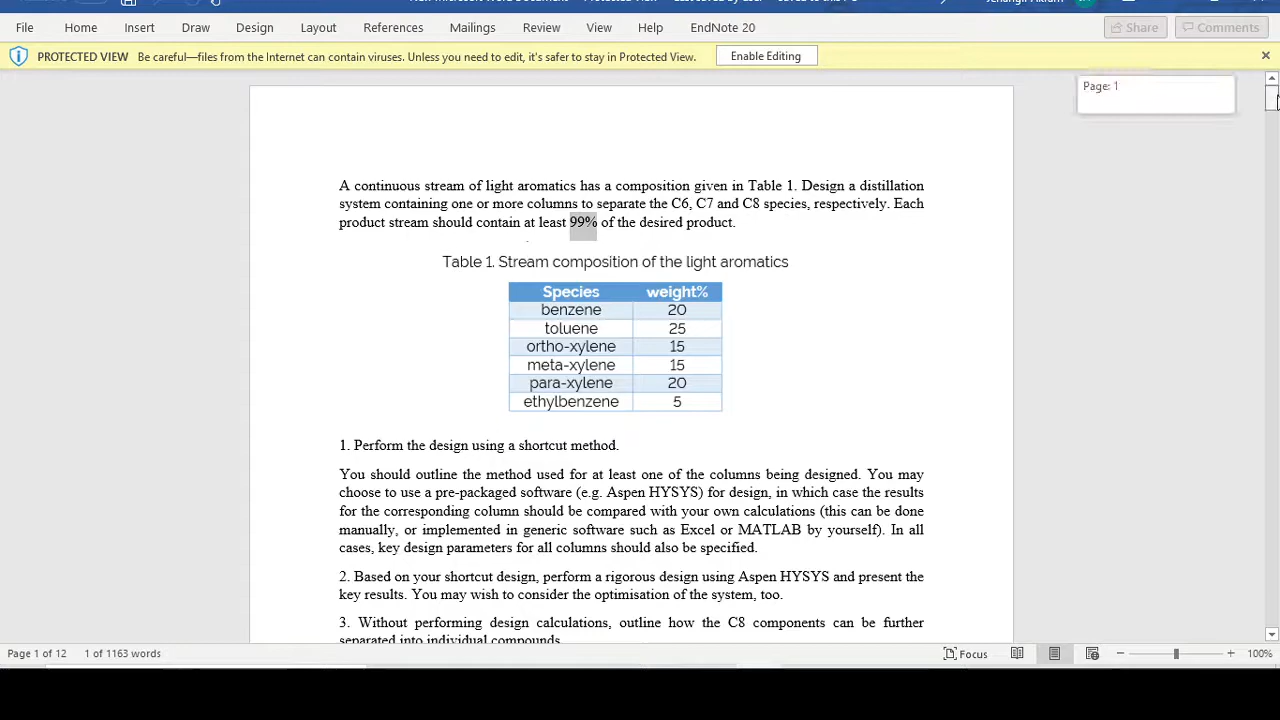 File Home Insert Draw Design Layout References Mailings Review View Help EndNote 20 Share Comments
PROTECTED VIEW Be careful—files from the Internet can contain viruses. Unless you need to edit, it's safer to stay in Protected View. Enable Editing
Page: 1
A continuous stream of light aromatics has a composition given in Table 1. Design a distillation
system containing one or more columns to separate the C6, C7 and C8 species, respectively. Each
product stream should contain at least 99% of the desired product.
Table 1. Stream composition of the light aromatics
Species weight%
benzene 20
toluene 25
ortho-xylene 15
meta-xylene 15
para-xylene 20
ethylbenzene 5
1. Perform the design using a shortcut method.
You should outline the method used for at least one of the columns being designed. You may
choose to use a pre-packaged software (e.g. Aspen HYSYS) for design, in which case the results
for the corresponding column should be compared with your own calculations (this can be done
manually, or implemented in generic software such as Excel or MATLAB by yourself). In all
cases, key design parameters for all columns should also be specified.
2. Based on your shortcut design, perform a rigorous design using Aspen HYSYS and present the
key results. You may wish to consider the optimisation of the system, too.
3. Without performing design calculations, outline how the C8 components can be further
separated into individual compounds.
Page 1 of 12 1 of 1163 words Focus 100%